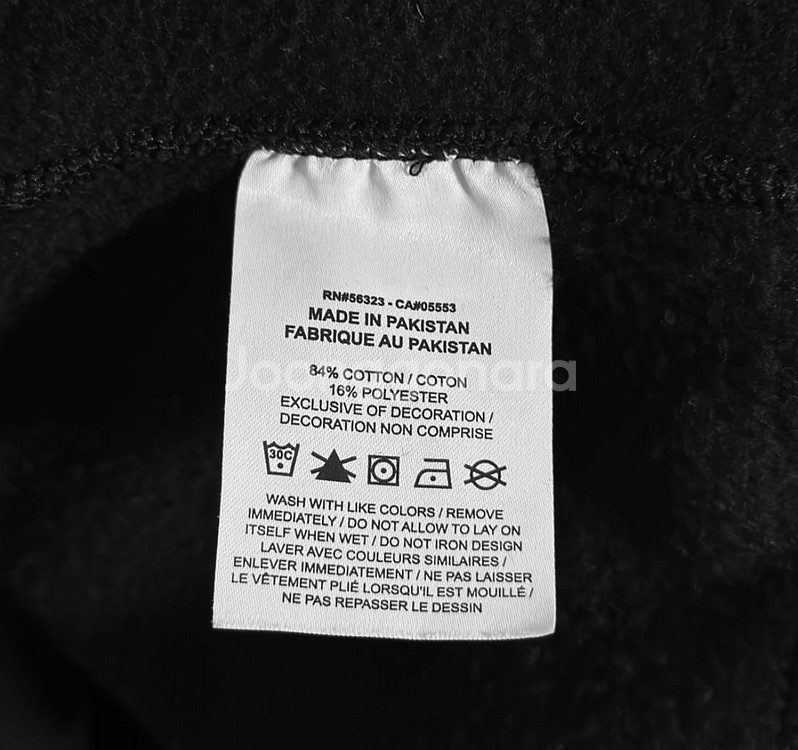 RN#56323 - CA#05553
MADE IN PAKISTAN
FABRIQUE AU PAKISTAN
84% COTTON / COTON
16% POLYESTER
EXCLUSIVE OF DECORATION /
DECORATION NON COMPRISE
30C
WASH WITH LIKE COLORS / REMOVE
IMMEDIATELY / DO NOT ALLOW TO LAY ON
ITSELF WHEN WET / DO NOT IRON DESIGN
LAVER AVEC COULEURS SIMILAIRES /
ENLEVER IMMEDIATEMENT / NE PAS LAISSER
LE VÊTEMENT PLIÉ LORSQU'IL EST MOUILLÉ /
NE PAS REPASSER LE DESSIN